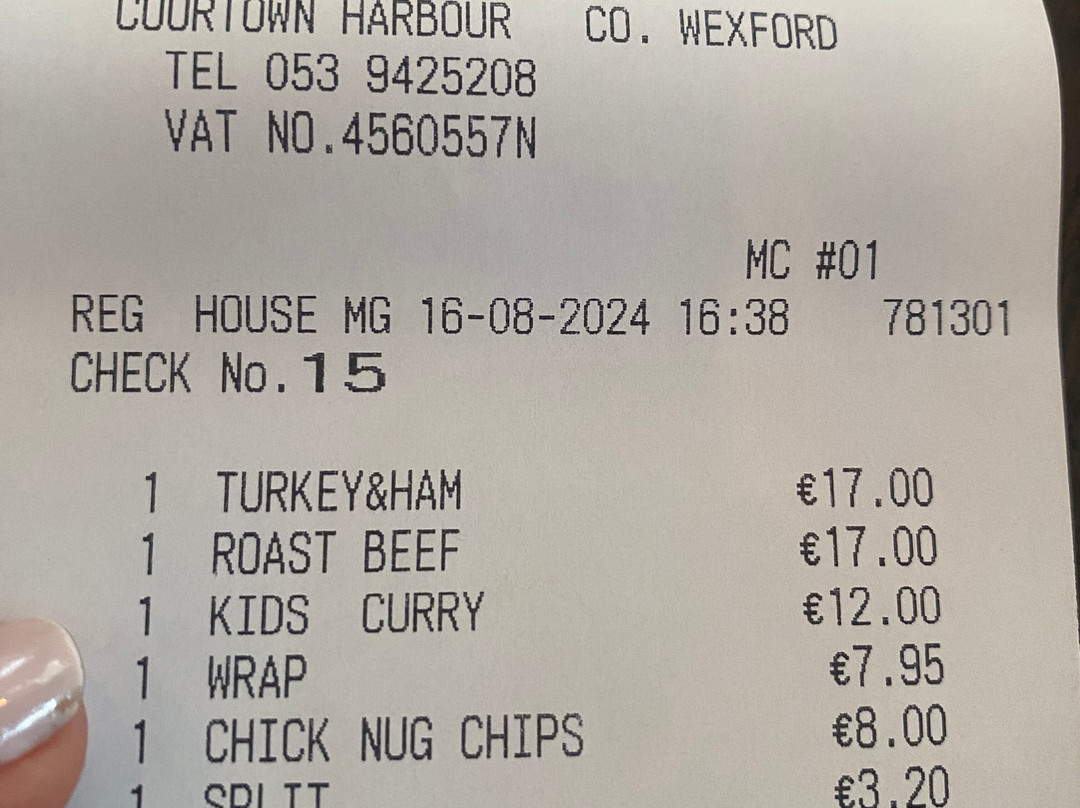 COURTOWN HARBOUR CO. WEXFORD
TEL 053 9425208
VAT NO.4560557N
MC #01
REG HOUSE MG 16-08-2024 16:38 781301
CHECK No.15
1 TURKEY&HAM €17.00
1 ROAST BEEF €17.00
1 KIDS CURRY €12.00
1 WRAP €7.95
1 CHICK NUG CHIPS €8.00
1 SPLIT €3.20